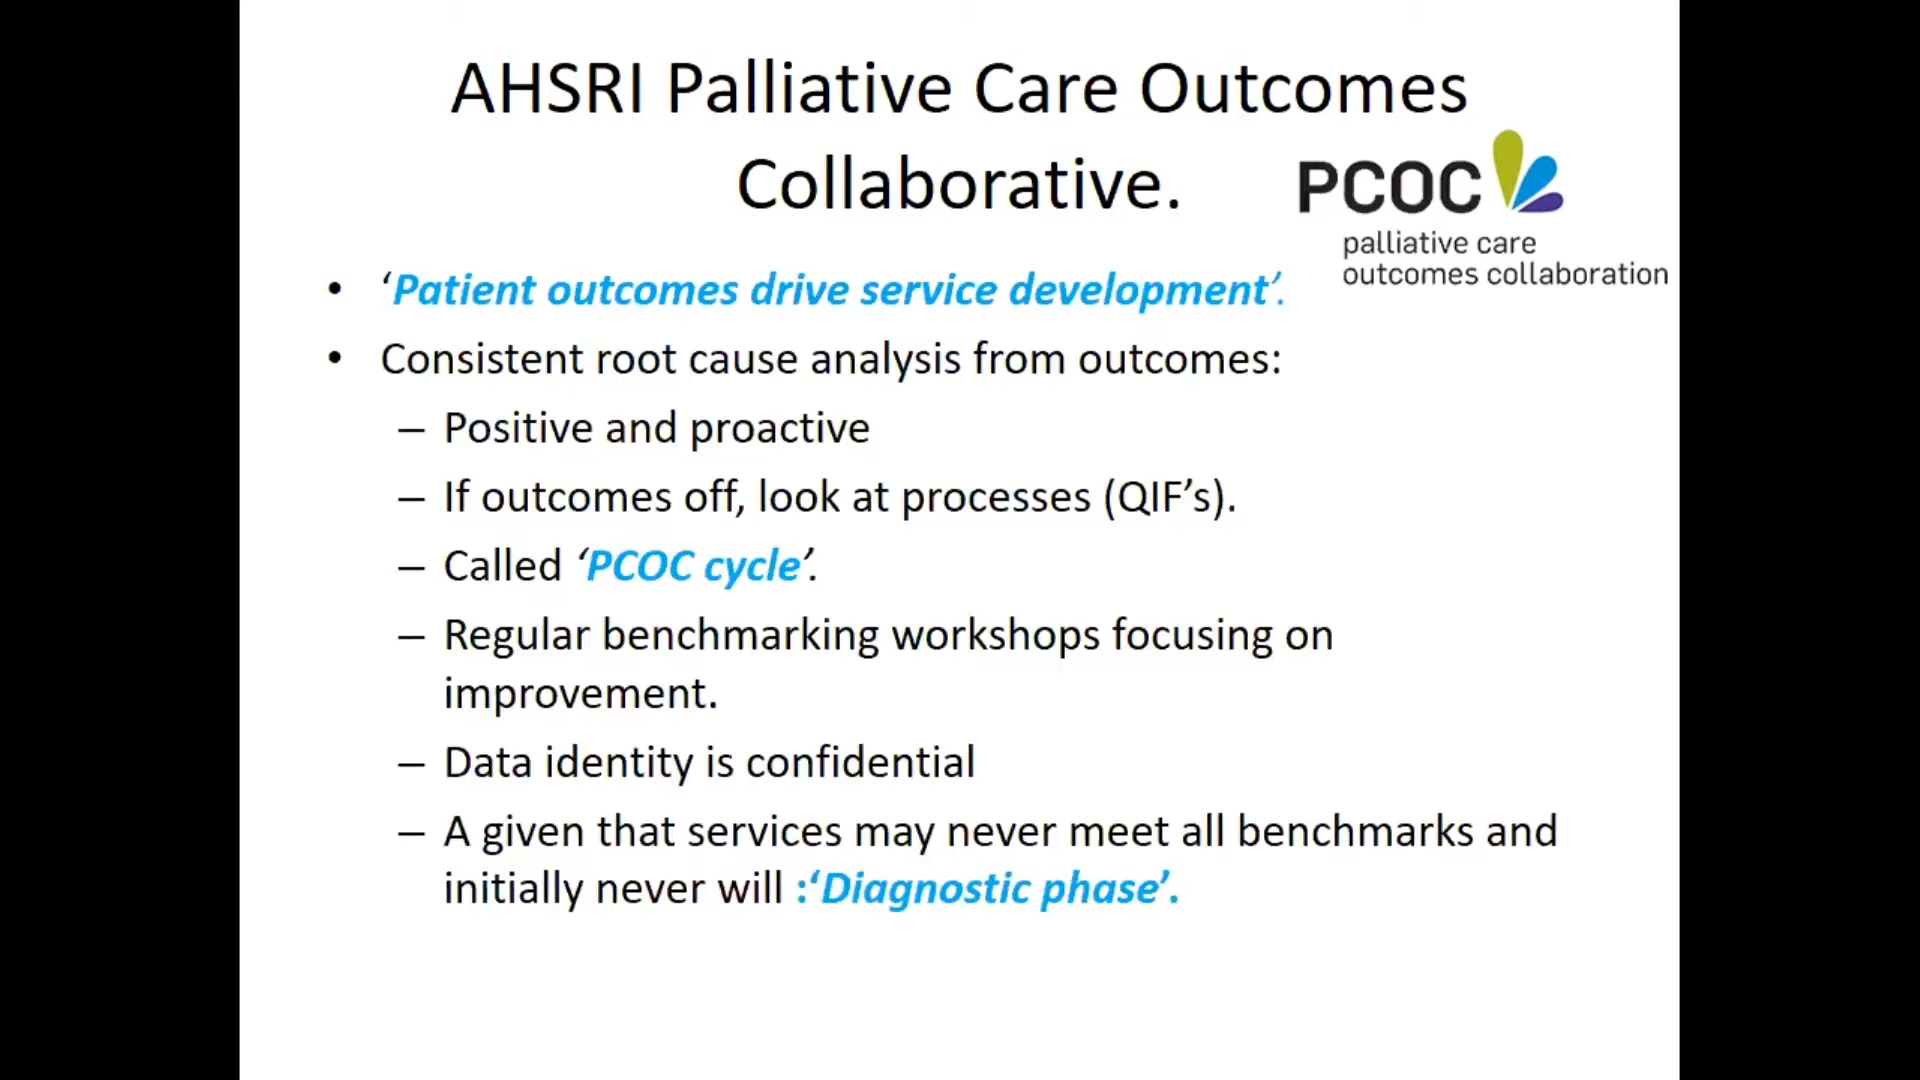 AHSRI Palliative Care Outcomes
Collaborative.
PCOC
palliative care
outcomes collaboration
• ‘Patient outcomes drive service development’.
• Consistent root cause analysis from outcomes:
– Positive and proactive
– If outcomes off, look at processes (QIF’s).
– Called ‘PCOC cycle’.
– Regular benchmarking workshops focusing on
improvement.
– Data identity is confidential
– A given that services may never meet all benchmarks and
initially never will :‘Diagnostic phase’.